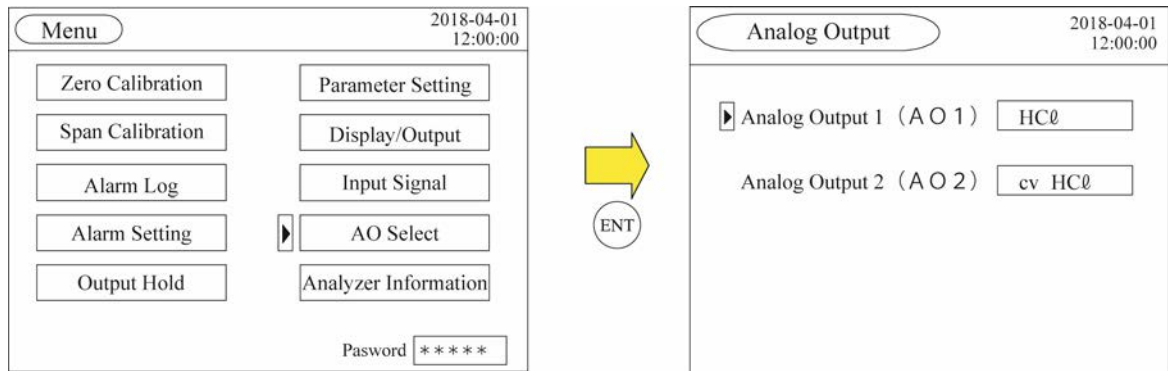 Menu
2018-04-01
12:00:00
Zero Calibration
Span Calibration
Alarm Log
Alarm Setting
Output Hold
Parameter Setting
Display/Output
Input Signal
AO Select
Analyzer Information
Pasword *****
ENT
Analog Output
2018-04-01
12:00:00
Analog Output 1 (AO1) HCℓ
Analog Output 2 (AO2) cv HCℓ